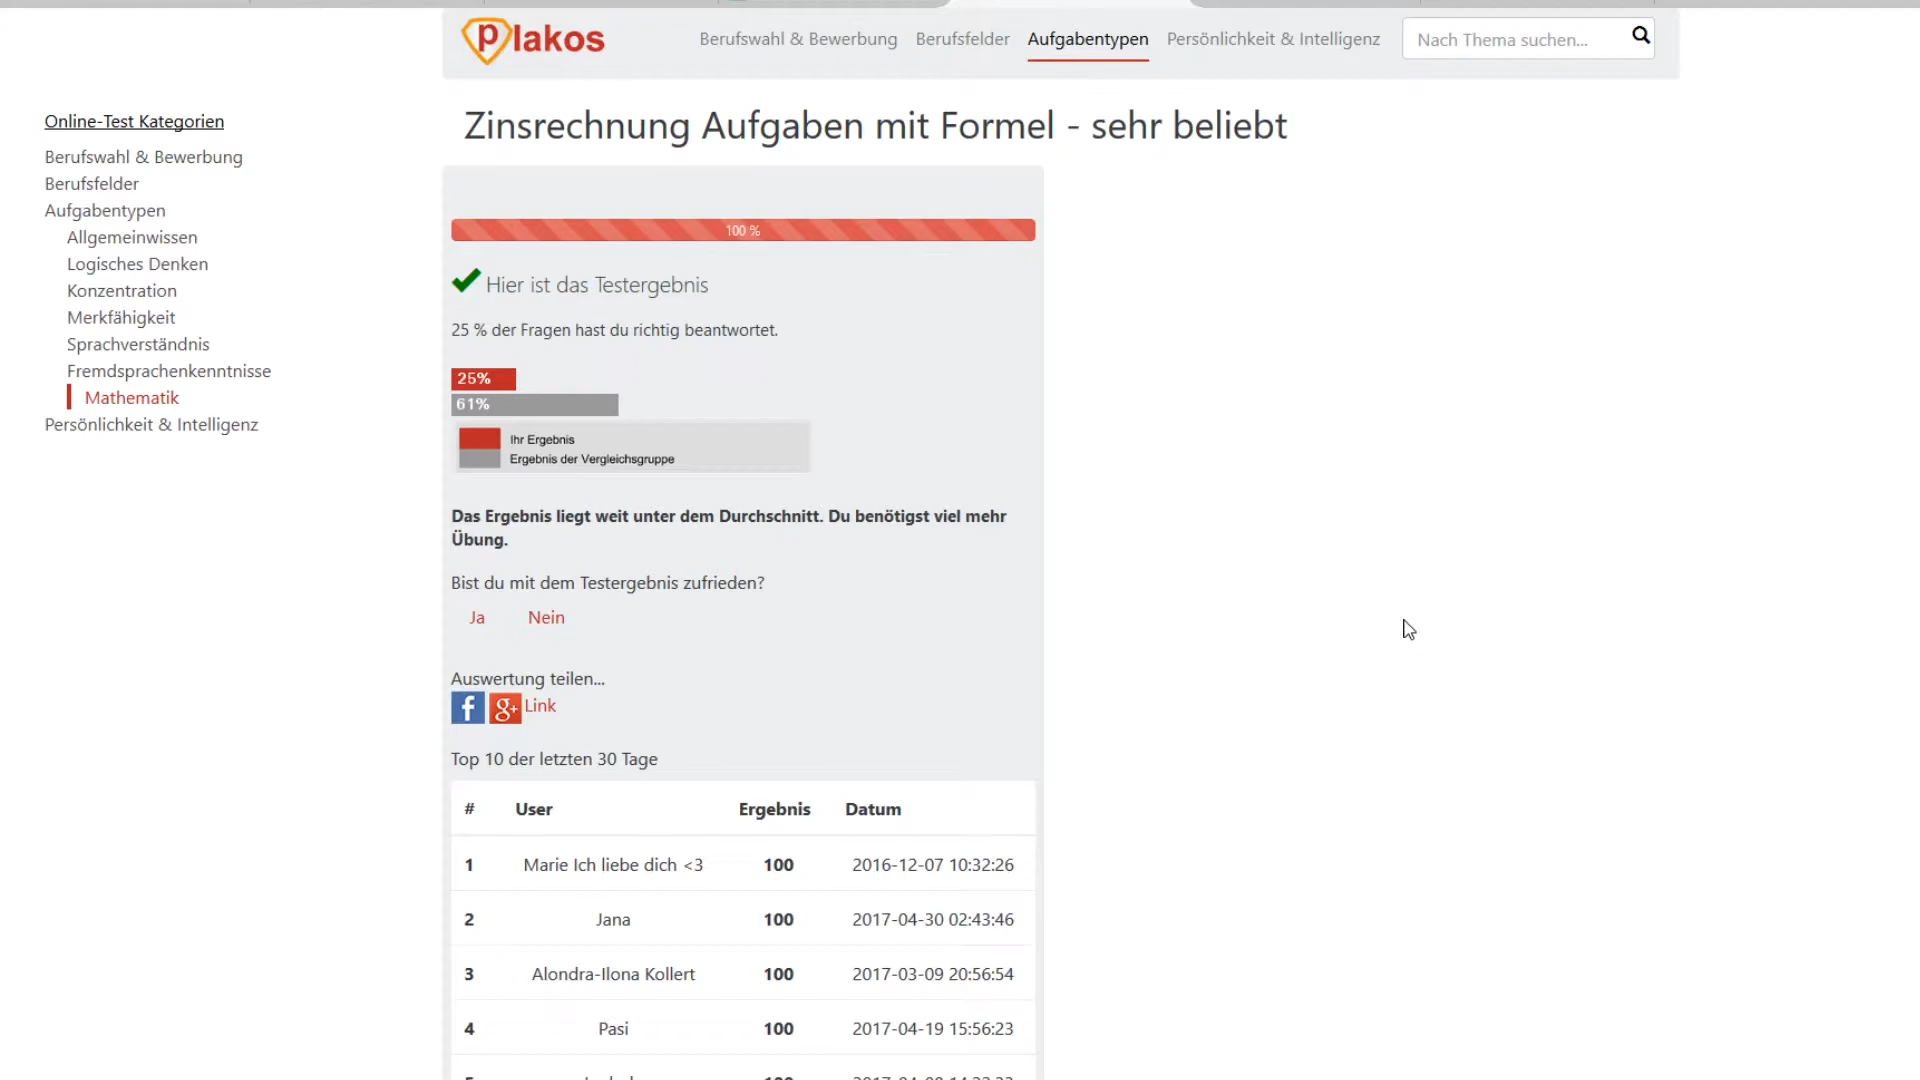 Plakos
Berufswahl & Bewerbung Berufsfelder Aufgabentypen Persönlichkeit & Intelligenz Nach Thema suchen...
Online-Test Kategorien
Berufswahl & Bewerbung
Berufsfelder
Aufgabentypen
Allgemeinwissen
Logisches Denken
Konzentration
Merkfähigkeit
Sprachverständnis
Fremdsprachenkenntnisse
Mathematik
Persönlichkeit & Intelligenz
Zinsrechnung Aufgaben mit Formel - sehr beliebt
100 %
Hier ist das Testergebnis
25 % der Fragen hast du richtig beantwortet.
25%
61%
Ihr Ergebnis
Ergebnis der Vergleichsgruppe
Das Ergebnis liegt weit unter dem Durchschnitt. Du benötigst viel mehr
Übung.
Bist du mit dem Testergebnis zufrieden?
Ja Nein
Auswertung teilen...
f g+ Link
Top 10 der letzten 30 Tage
# User Ergebnis Datum
1 Marie Ich liebe dich <3 100 2016-12-07 10:32:26
2 Jana 100 2017-04-30 02:43:46
3 Alondra-Ilona Kollert 100 2017-03-09 20:56:54
4 Pasi 100 2017-04-19 15:56:23